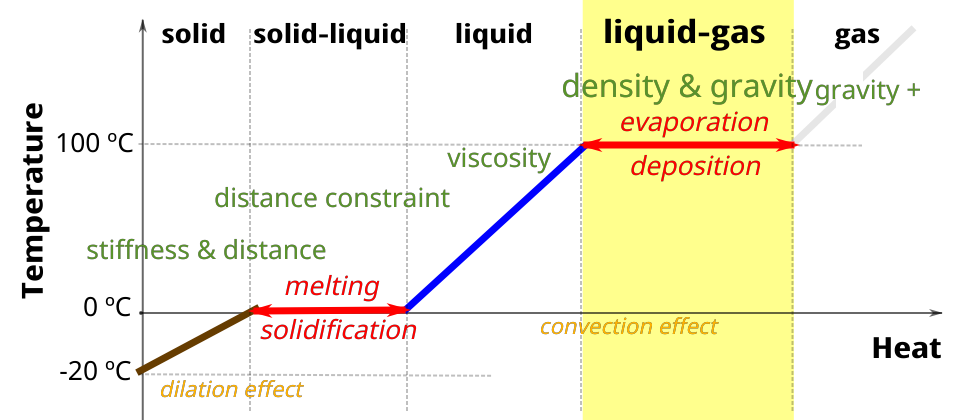 solid
solid-liquid
liquid
liquid-gas
gas
density & gravity
gravity +
evaporation
100 ºC
viscosity
deposition
distance constraint
Temperature
stiffness & distance
melting
0 ºC
solidification
convection effect
Heat
-20 ºC
dilation effect